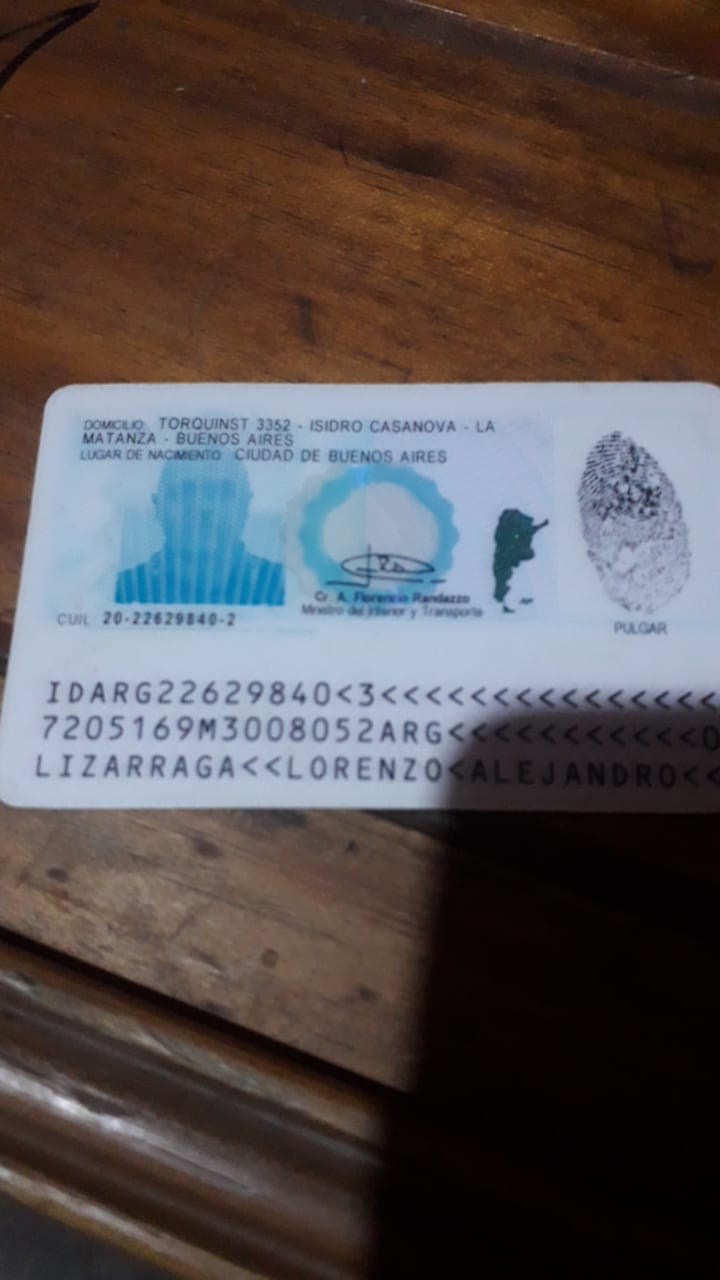 DOMICILIO: TORQUINST 3352 - ISIDRO CASANOVA - LA
MATANZA - BUENOS AIRES
LUGAR DE NACIMIENTO: CIUDAD DE BUENOS AIRES
Cr. A. Florencio Randazzo
Ministro del Interior y Transporte
CUIL: 20-22629840-2
PULGAR
IDARG22629840<3<<<<<<<<<<<<<<<
7205169M3008052ARG<<<<<<<<<<<0
LIZARRAGA<<LORENZO<ALEJANDRO<<